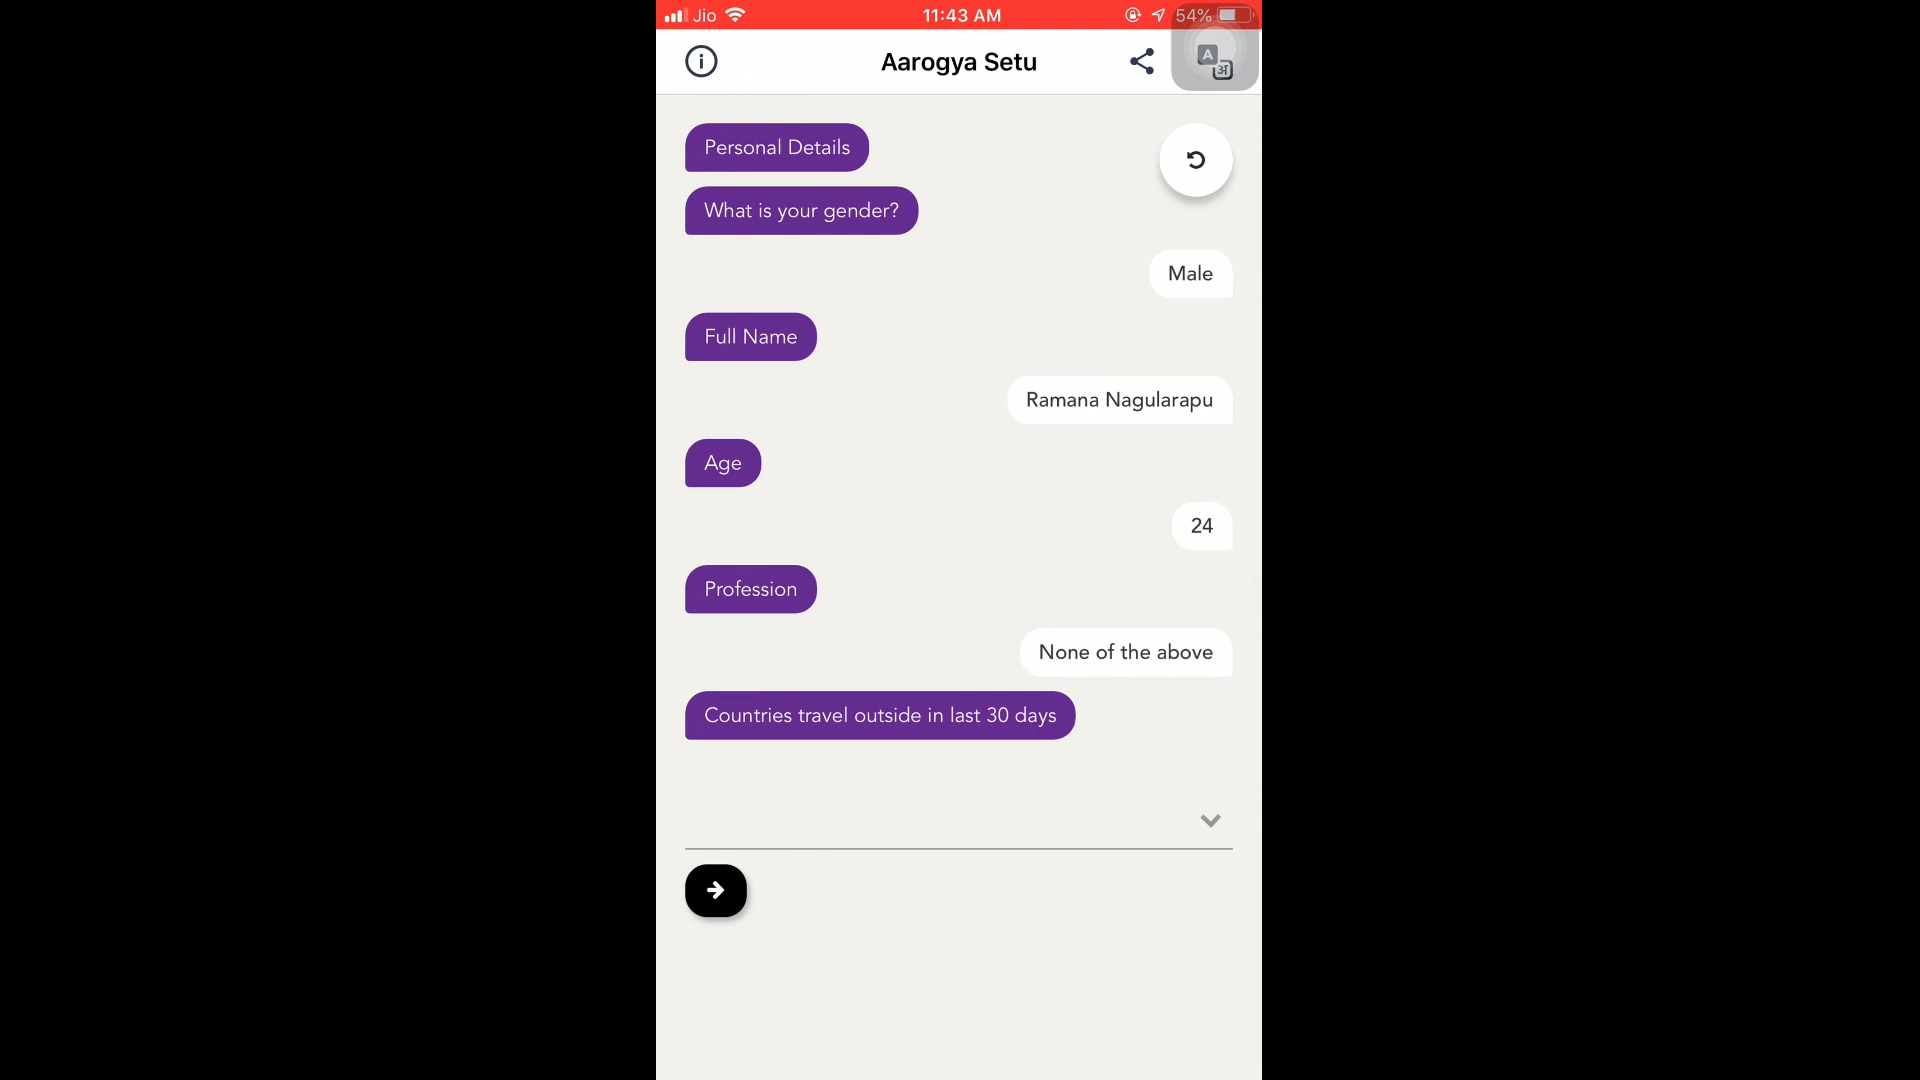 Jio
11:43 AM
54%
Aarogya Setu
A
अ
Personal Details
What is your gender?
Male
Full Name
Ramana Nagularapu
Age
24
Profession
None of the above
Countries travel outside in last 30 days